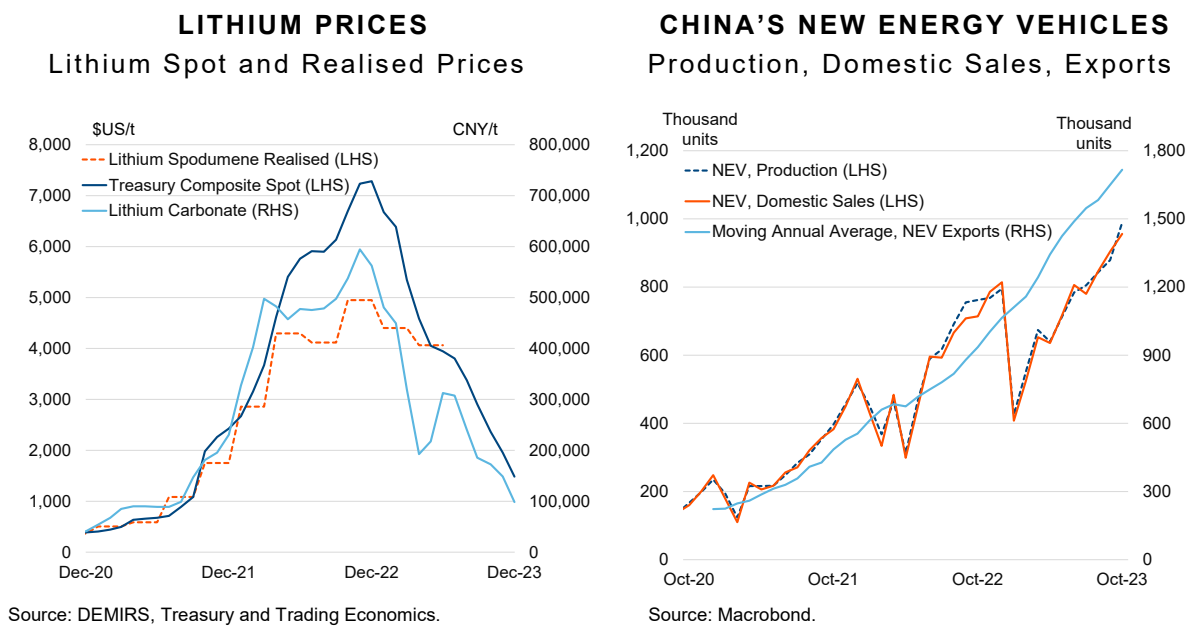 LITHIUM PRICES
Lithium Spot and Realised Prices
$US/t
CNY/t
8,000
7,000
6,000
5,000
4,000
3,000
2,000
1,000
0
800,000
700,000
600,000
500,000
400,000
300,000
200,000
100,000
0
Lithium Spodumene Realised (LHS)
Treasury Composite Spot (LHS)
Lithium Carbonate (RHS)
Dec-20
Dec-21
Dec-22
Dec-23
Source: DEMIRS, Treasury and Trading Economics.
CHINA’S NEW ENERGY VEHICLES
Production, Domestic Sales, Exports
Thousand
units
Thousand
units
1,200
1,000
800
600
400
200
0
1,800
1,500
1,200
900
600
300
0
NEV, Production (LHS)
NEV, Domestic Sales (LHS)
Moving Annual Average, NEV Exports (RHS)
Oct-20
Oct-21
Oct-22
Oct-23
Source: Macrobond.